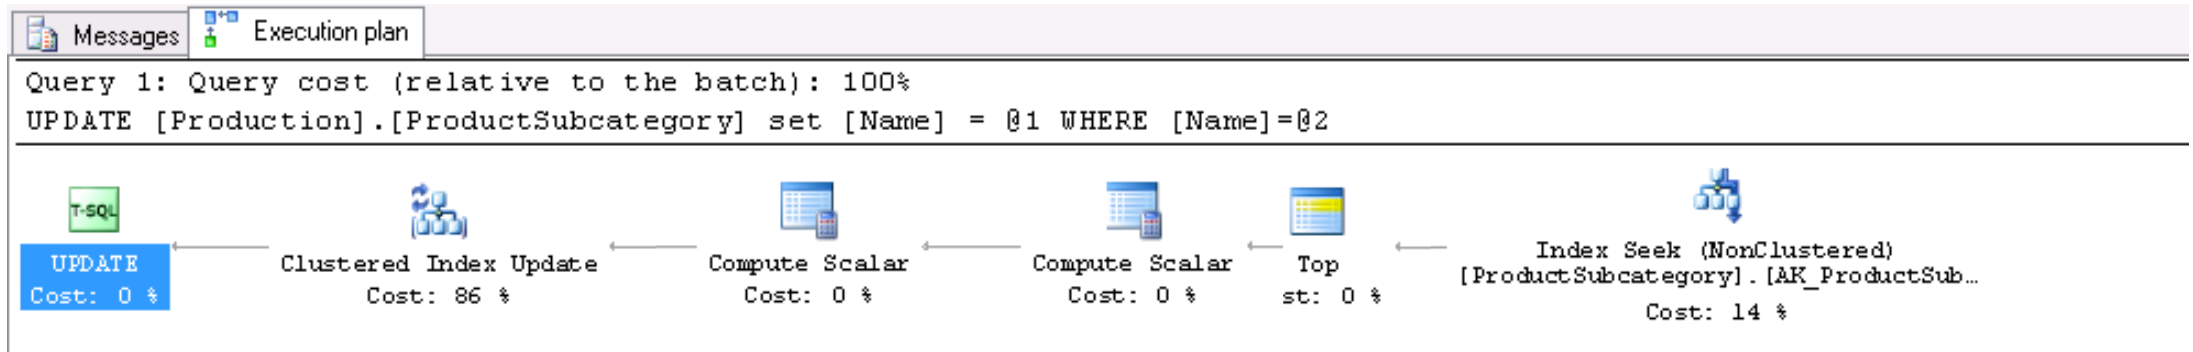 Messages
Execution plan
Query 1: Query cost (relative to the batch): 100%
UPDATE [Production].[ProductSubcategory] set [Name] = @1 WHERE [Name]=@2
T-SQL
UPDATE
Cost: 0 %
Clustered Index Update
Cost: 86 %
Compute Scalar
Cost: 0 %
Compute Scalar
Cost: 0 %
Top
st: 0 %
Index Seek (NonClustered)
[ProductSubcategory].[AK_ProductSub…
Cost: 14 %